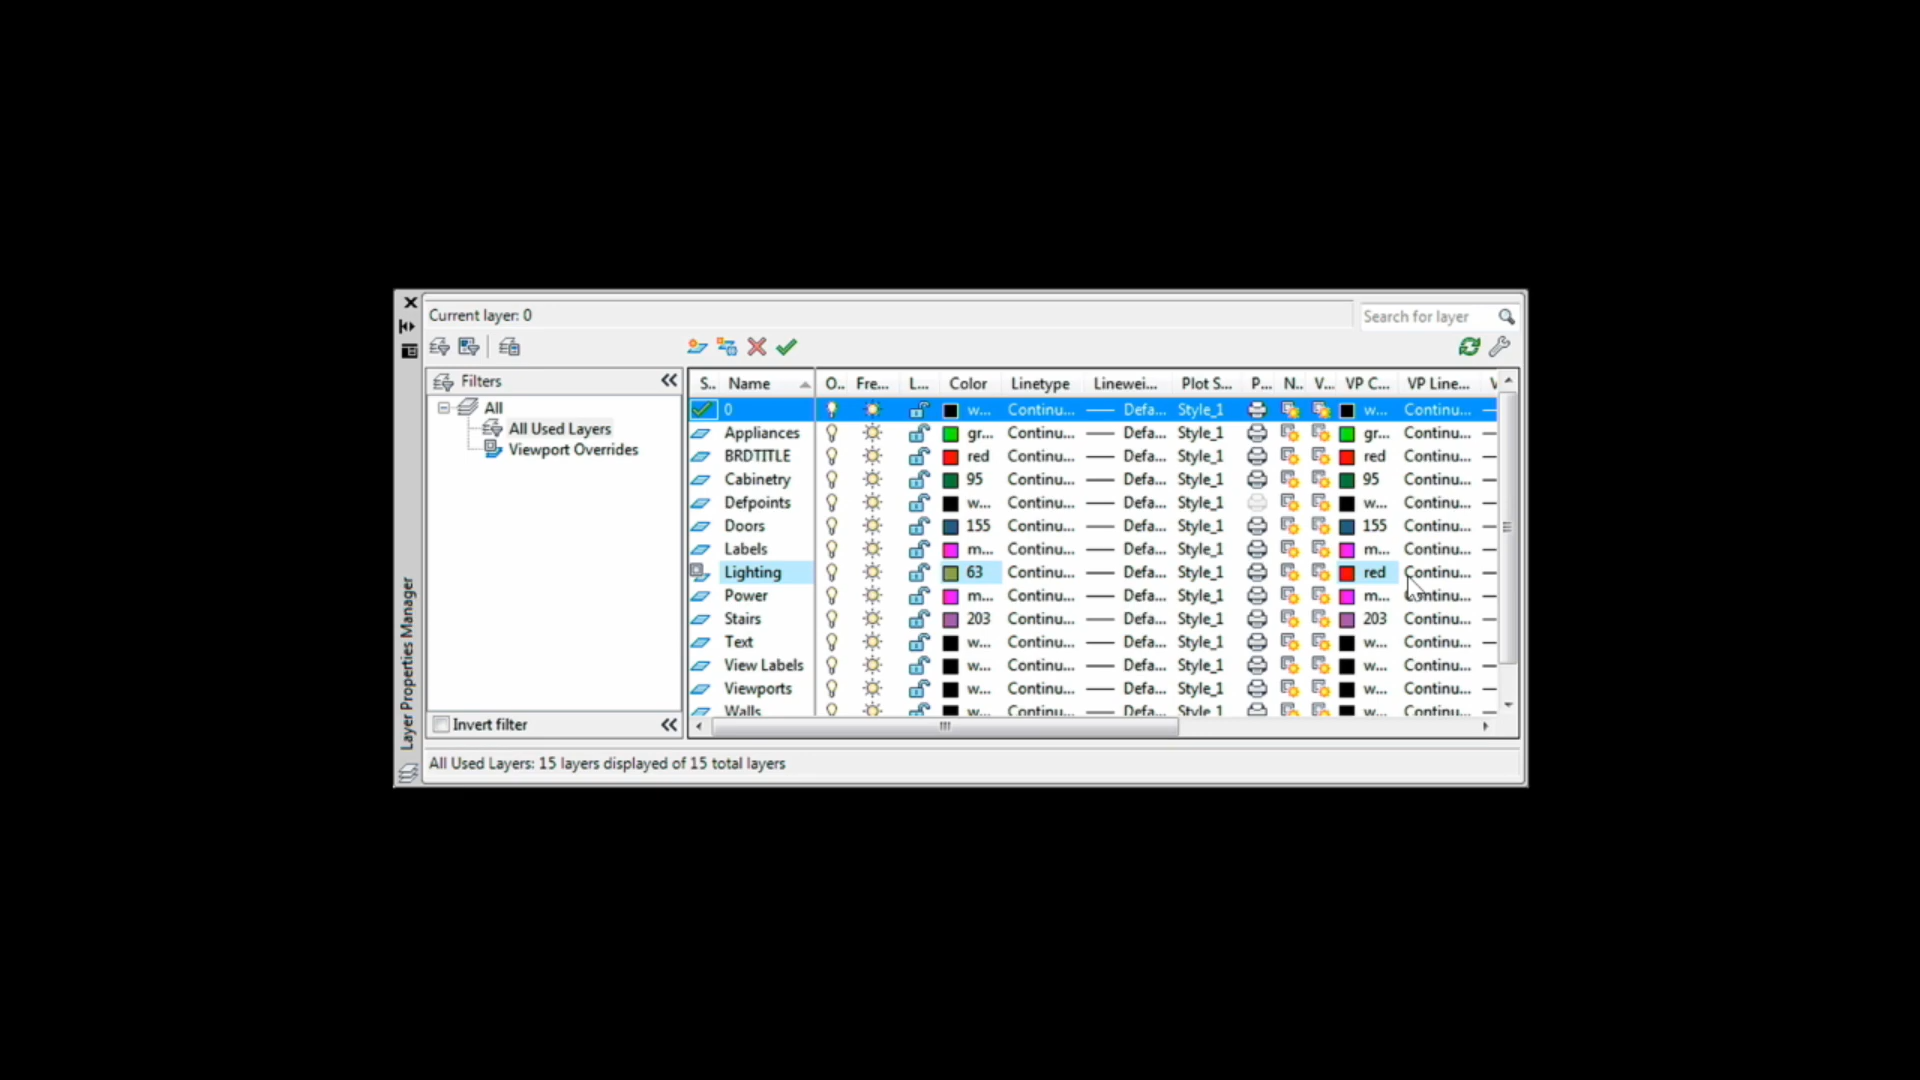 Current layer: 0
Search for layer
Filters
All
All Used Layers
Viewport Overrides
Invert filter
S.. Name O.. Fre... L... Color Linetype Linewei... Plot S... P... N.. V... VP C... VP Line... V
0 w... Continu... Defa... Style_1 w... Continu...
Appliances gr... Continu... Defa... Style_1 gr... Continu...
BRDTITLE red Continu... Defa... Style_1 red Continu...
Cabinetry 95 Continu... Defa... Style_1 95 Continu...
Defpoints w... Continu... Defa... Style_1 w... Continu...
Doors 155 Continu... Defa... Style_1 155 Continu...
Labels m... Continu... Defa... Style_1 m... Continu...
Lighting 63 Continu... Defa... Style_1 red Continu...
Power m... Continu... Defa... Style_1 m... Continu...
Stairs 203 Continu... Defa... Style_1 203 Continu...
Text w... Continu... Defa... Style_1 w... Continu...
View Labels w... Continu... Defa... Style_1 w... Continu...
Viewports w... Continu... Defa... Style_1 w... Continu...
Walls w... Continu... Defa... Style_1 w... Continu...
All Used Layers: 15 layers displayed of 15 total layers
Layer Properties Manager